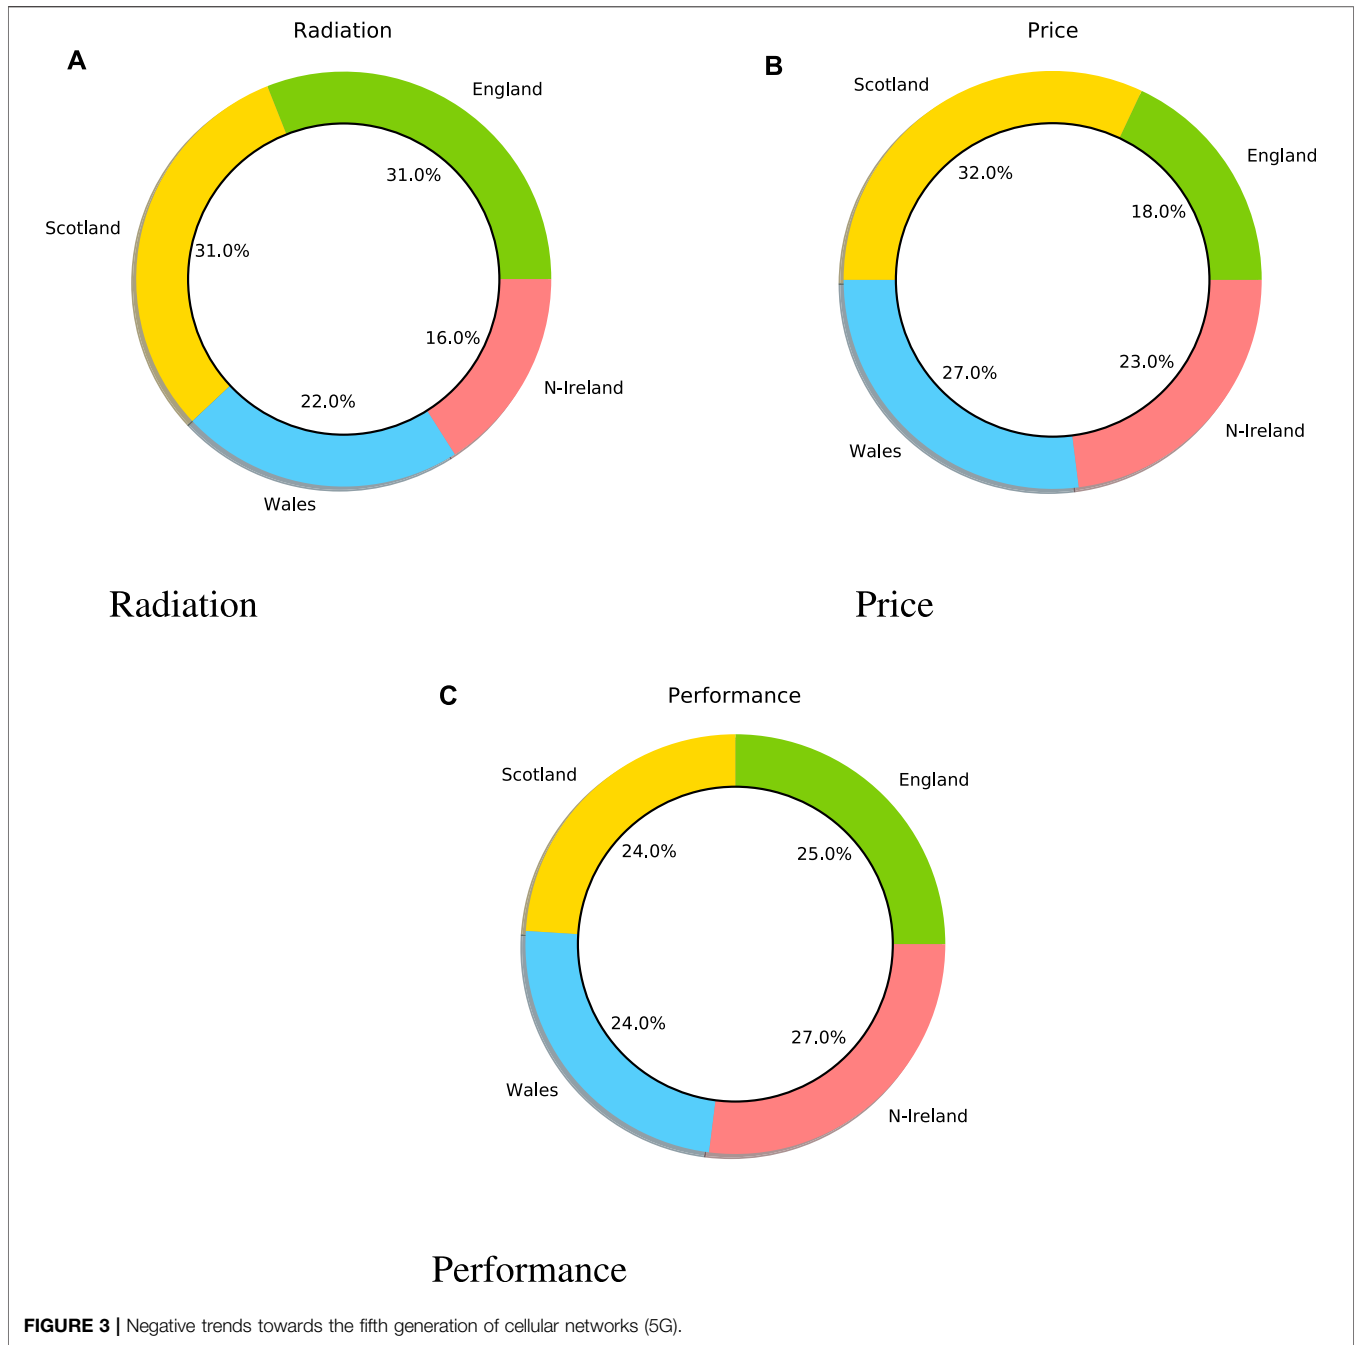 Radiation
A
England
31.0%
Scotland
31.0%
16.0%
N-Ireland
22.0%
Wales
Radiation
Price
B
Scotland
England
32.0%
18.0%
27.0%
23.0%
Wales
N-Ireland
Price
C
Performance
Scotland
England
24.0%
25.0%
24.0%
27.0%
Wales
N-Ireland
Performance
FIGURE 3 | Negative trends towards the fifth generation of cellular networks (5G).